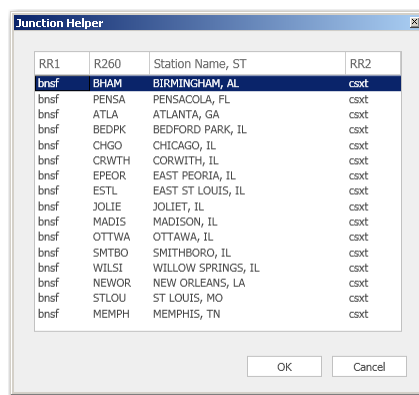 Junction Helper
RR1 R260 Station Name, ST RR2
bnsf BHAM BIRMINGHAM, AL csxt
bnsf PENSA PENSACOLA, FL csxt
bnsf ATLA ATLANTA, GA csxt
bnsf BEDPK BEDFORD PARK, IL csxt
bnsf CHGO CHICAGO, IL csxt
bnsf CRWTH CORWITH, IL csxt
bnsf EPEOR EAST PEORIA, IL csxt
bnsf ESTL EAST ST LOUIS, IL csxt
bnsf JOLIE JOLIET, IL csxt
bnsf MADIS MADISON, IL csxt
bnsf OTTWA OTTAWA, IL csxt
bnsf SMTBO SMITHBORO, IL csxt
bnsf WILSI WILLOW SPRINGS, IL csxt
bnsf NEWOR NEW ORLEANS, LA csxt
bnsf STLOU ST LOUIS, MO csxt
bnsf MEMPH MEMPHIS, TN csxt
OK Cancel